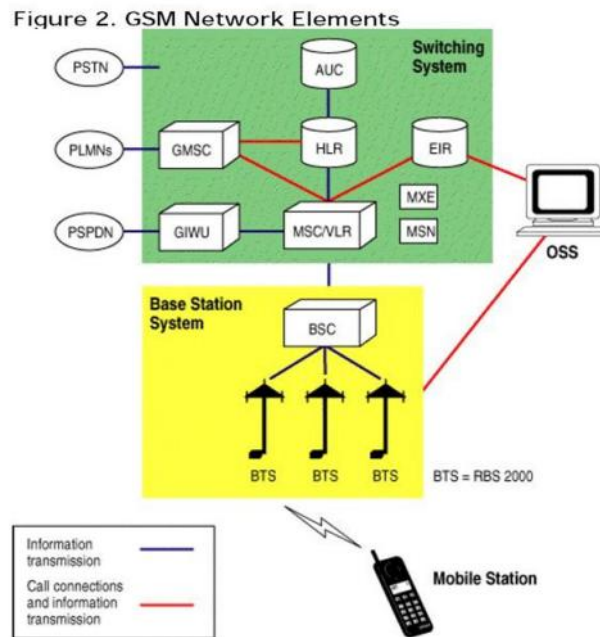 Figure 2. GSM Network Elements
Switching
System
PSTN
AUC
PLMNs
GMSC
HLR
EIR
MXE
PSPDN
GIWU
MSC/VLR
MSN
OSS
Base Station
System
BSC
BTS
BTS
BTS
BTS = RBS 2000
Information
transmission
Call connections
and information
transmission
Mobile Station